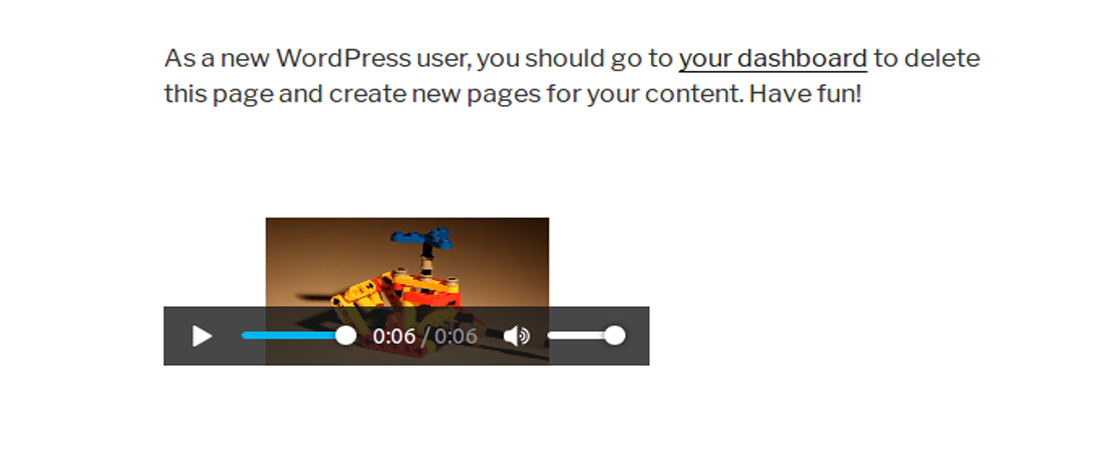 As a new WordPress user, you should go to your dashboard to delete
this page and create new pages for your content. Have fun!
0:06 / 0:06